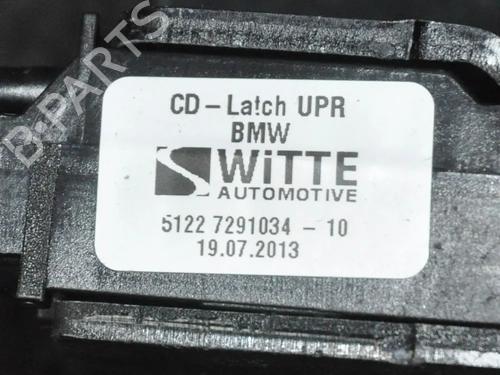 CD-Latch UPR
BMW
WiTTE
AUTOMOTIVE
5122 7291034 - 10
19.07.2013
B-PARTS